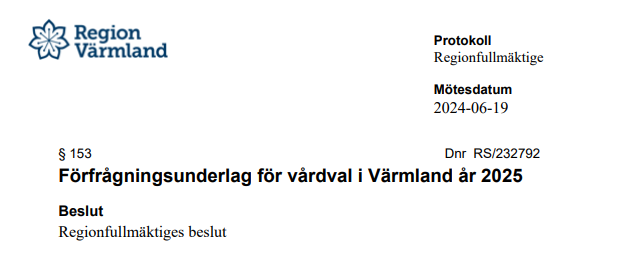 Region
Värmland
Protokoll
Regionfullmäktige
Mötesdatum
2024-06-19
§ 153
Dnr RS/232792
Förfrågningsunderlag för vårdval i Värmland år 2025
Beslut
Regionfullmäktiges beslut